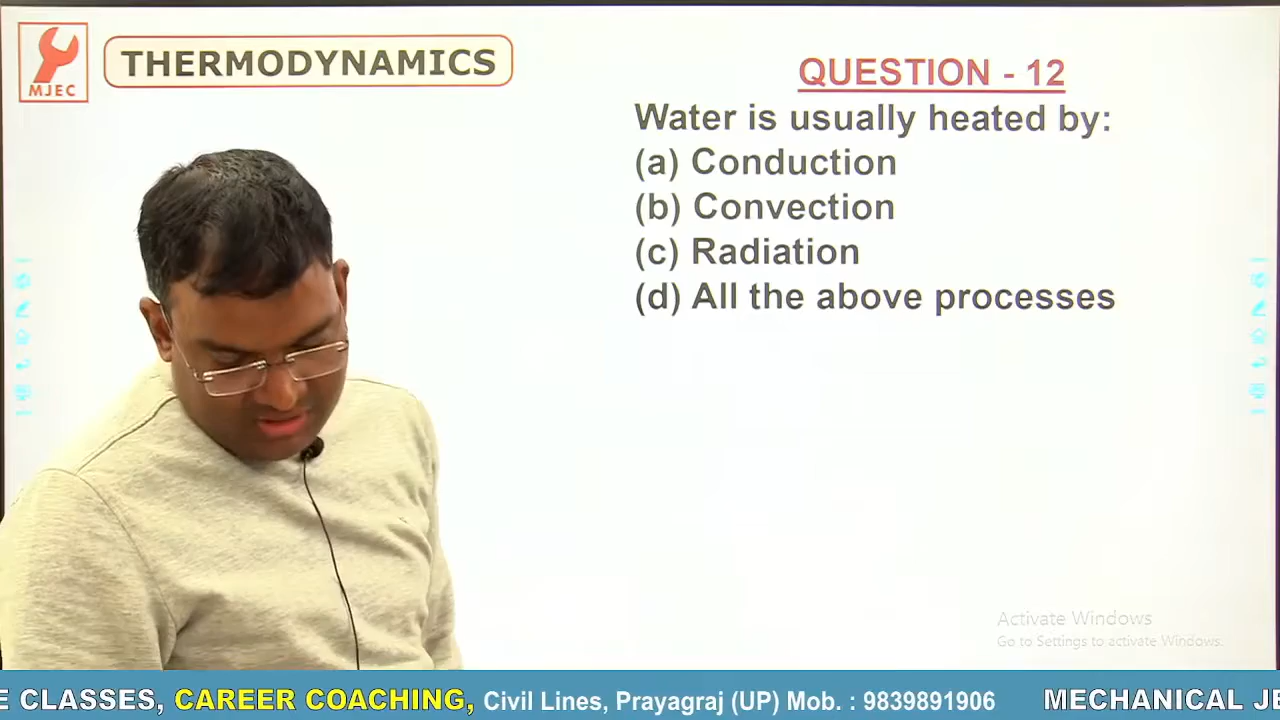 MJEC
THERMODYNAMICS
QUESTION - 12
Water is usually heated by:
(a) Conduction
(b) Convection
(c) Radiation
(d) All the above processes
Activate Windows
Go to Settings to activate Windows.
E CLASSES, CAREER COACHING, Civil Lines, Prayagraj (UP) Mob. : 9839891906 MECHANICAL JE